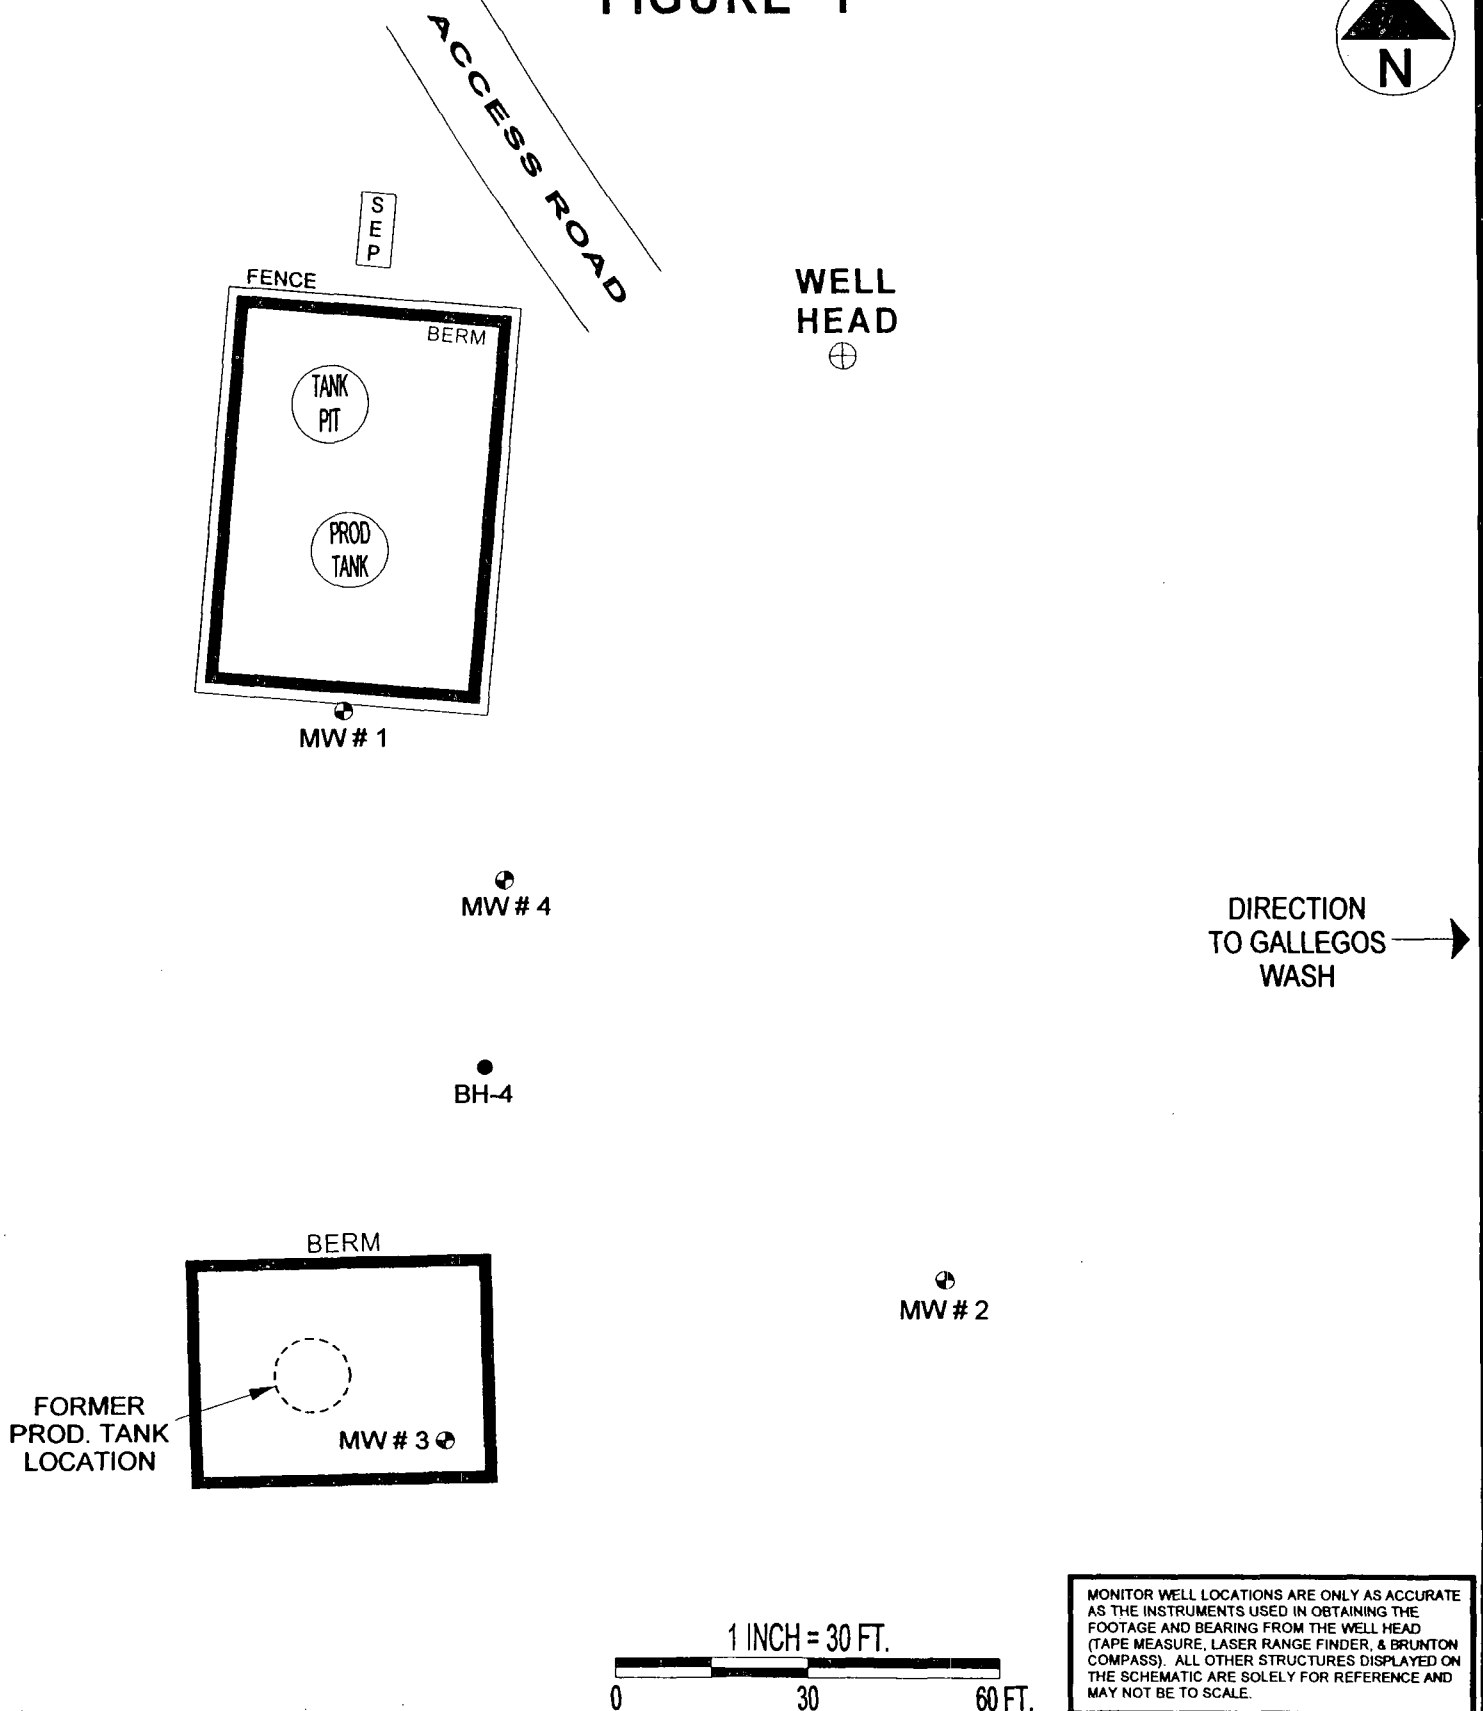 FIGURE 1
N
ACCESS ROAD
S
E
P
FENCE
BERM
WELL
HEAD
TANK
PIT
PROD
TANK
MW # 1
MW # 4
DIRECTION
TO GALLEGOS
WASH
BH-4
BERM
MW # 2
FORMER
PROD. TANK
LOCATION
MW # 3
1 INCH = 30 FT.
0 30 60 FT.
MONITOR WELL LOCATIONS ARE ONLY AS ACCURATE
AS THE INSTRUMENTS USED IN OBTAINING THE
FOOTAGE AND BEARING FROM THE WELL HEAD
(TAPE MEASURE, LASER RANGE FINDER, & BRUNTON
COMPASS). ALL OTHER STRUCTURES DISPLAYED ON
THE SCHEMATIC ARE SOLELY FOR REFERENCE AND
MAY NOT BE TO SCALE.